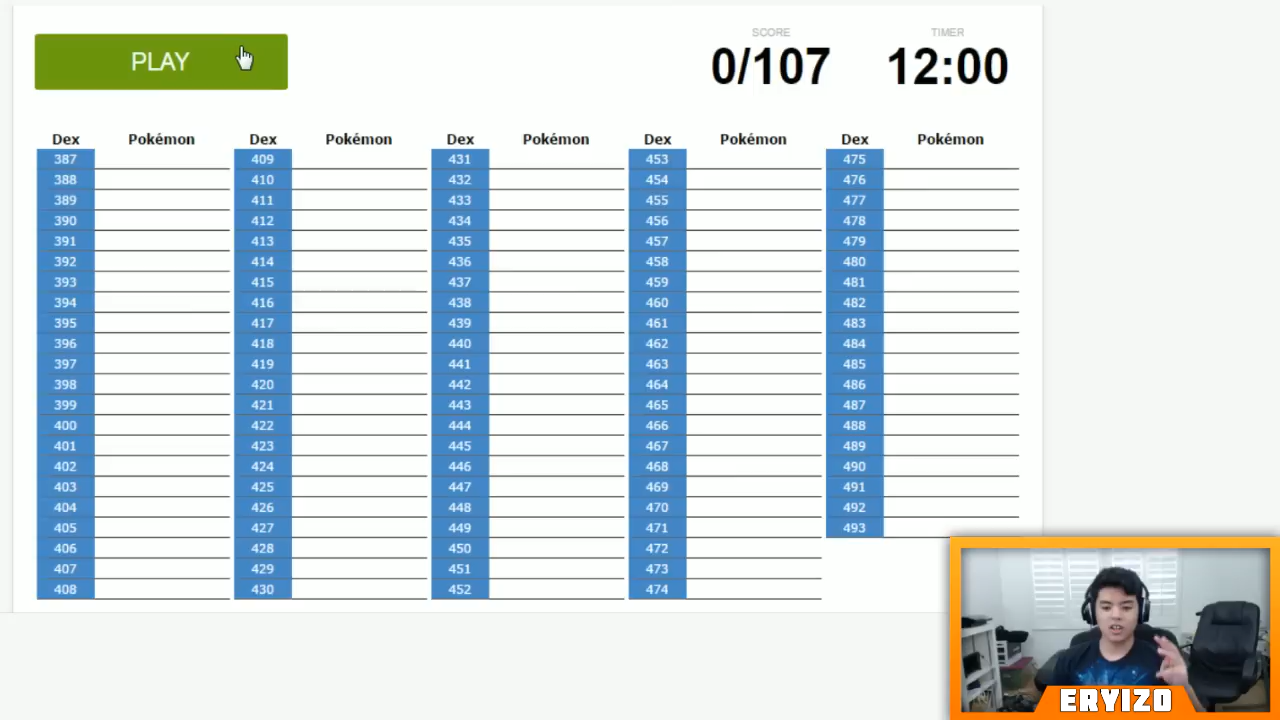 PLAY
SCORE TIMER
0/107 12:00
Dex Pokémon Dex Pokémon Dex Pokémon Dex Pokémon Dex Pokémon
387 409 431 453 475
388 410 432 454 476
389 411 433 455 477
390 412 434 456 478
391 413 435 457 479
392 414 436 458 480
393 415 437 459 481
394 416 438 460 482
395 417 439 461 483
396 418 440 462 484
397 419 441 463 485
398 420 442 464 486
399 421 443 465 487
400 422 444 466 488
401 423 445 467 489
402 424 446 468 490
403 425 447 469 491
404 426 448 470 492
405 427 449 471 493
406 428 450 472
407 429 451 473
408 430 452 474
ERYIZO